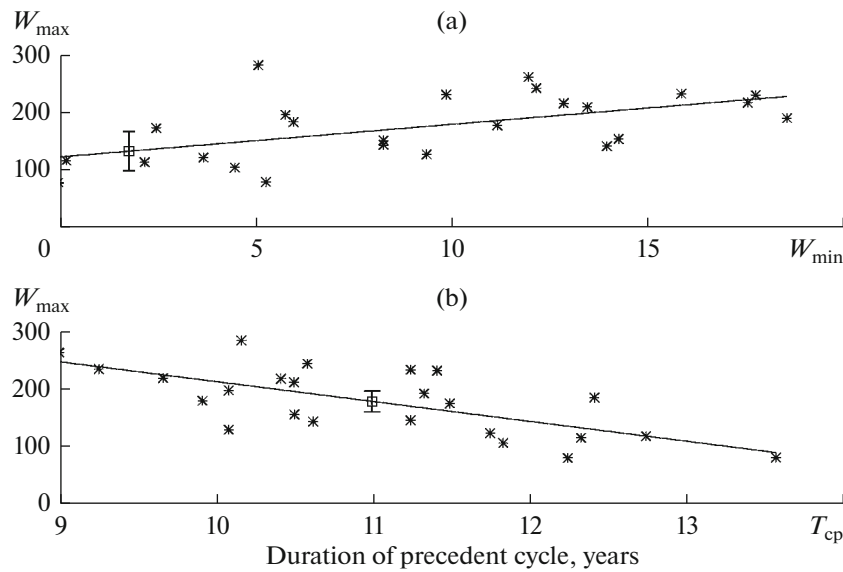 W_max (a)
300
200
100
0 5 10 15 W_min
W_max (b)
300
200
100
0
9 10 11 12 13 T_cp
Duration of precedent cycle, years